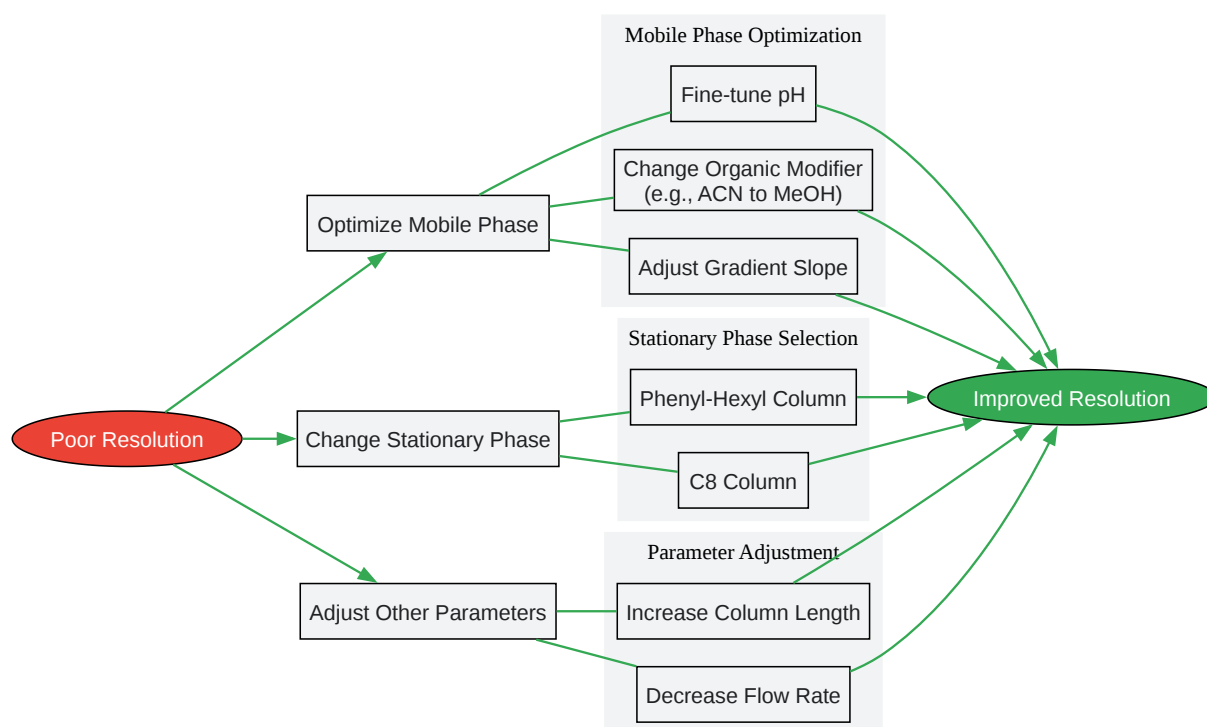 Mobile Phase Optimization
Fine-tune pH
Change Organic Modifier
(e.g., ACN to MeOH)
Optimize Mobile Phase
Adjust Gradient Slope
Stationary Phase Selection
Phenyl-Hexyl Column
Improved Resolution
Poor Resolution
Change Stationary Phase
C8 Column
Parameter Adjustment
Adjust Other Parameters
Increase Column Length
Decrease Flow Rate